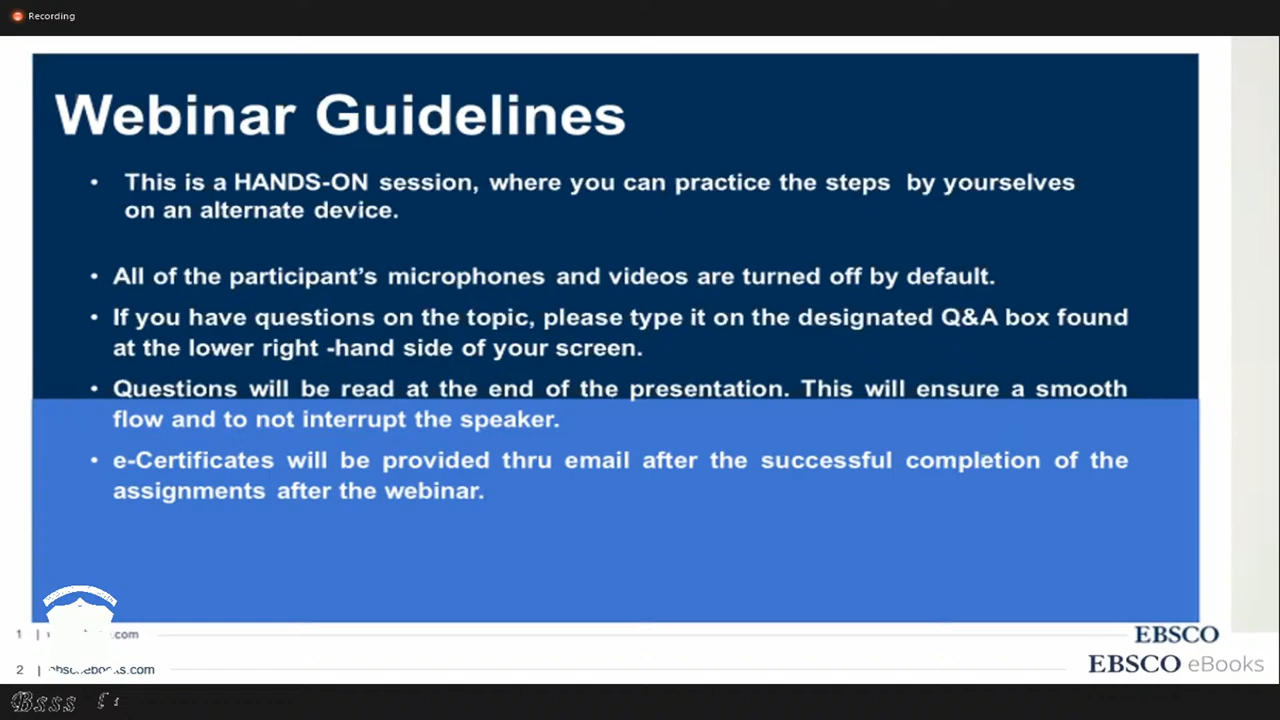 Recording
Webinar Guidelines
• This is a HANDS-ON session, where you can practice the steps by yourselves
on an alternate device.
• All of the participant’s microphones and videos are turned off by default.
• If you have questions on the topic, please type it on the designated Q&A box found
at the lower right -hand side of your screen.
• Questions will be read at the end of the presentation. This will ensure a smooth
flow and to not interrupt the speaker.
• e-Certificates will be provided thru email after the successful completion of the
assignments after the webinar.
1 |
EBSCO
2 |
EBSCO eBooks
Bsss